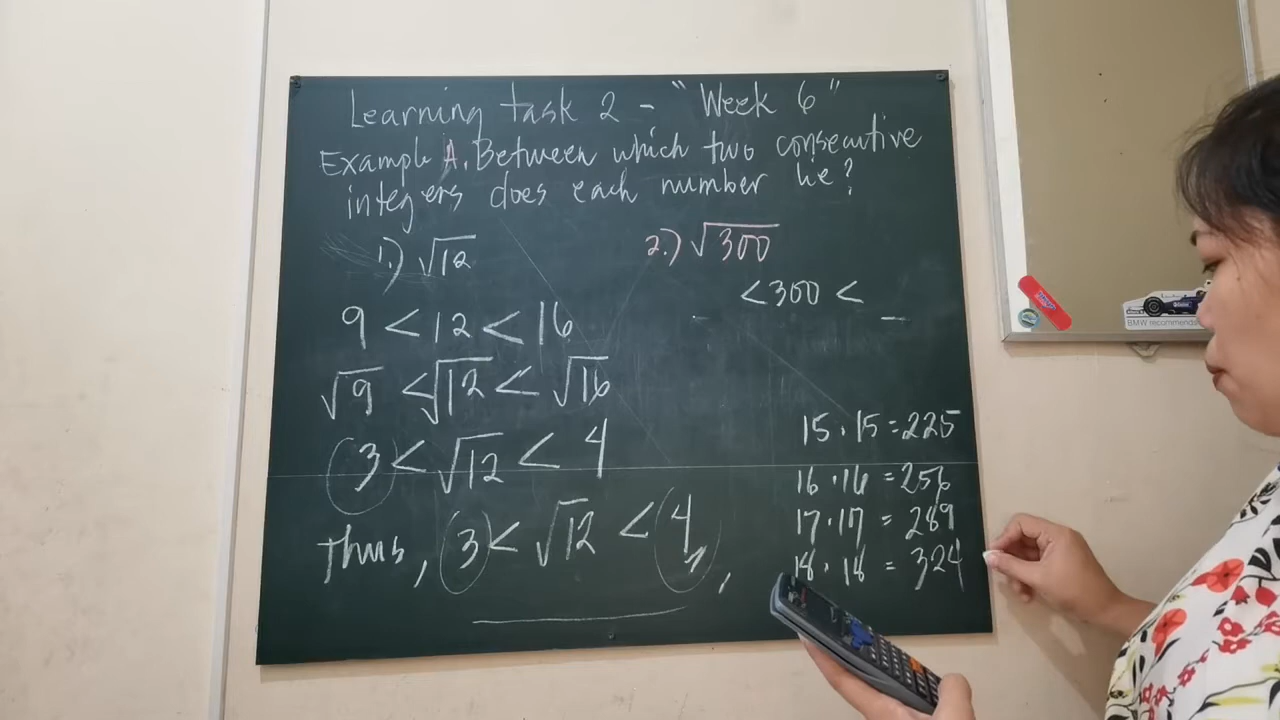 Learning task 2 - "Week 6"
Example A. Between which two consecutive
integers does each number lie?
1.) √12
9 < 12 < 16
√9 < √12 < √16
3 < √12 < 4
thus, 3 < √12 < 4,
2.) √300
_ < 300 < _
15 · 15 = 225
16 · 16 = 256
17 · 17 = 289
18 · 18 = 324
BMW recommends